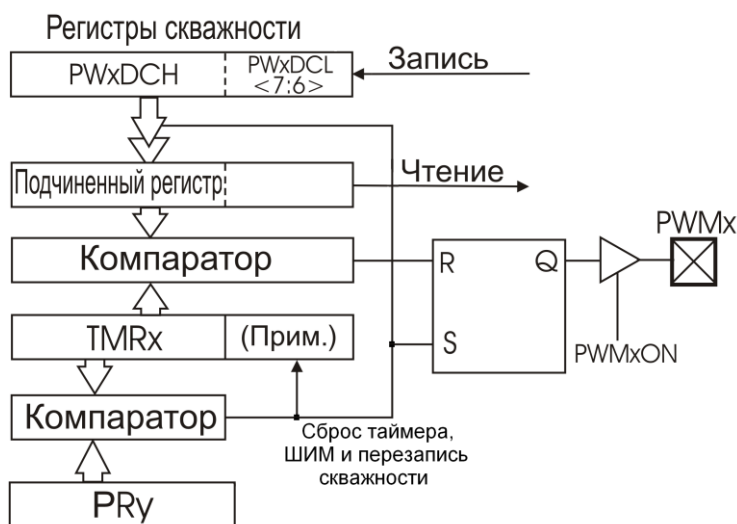 Регистры скважности
PWxDCH
PWxDCL
<7:6>
Запись
Подчиненный регистр
Чтение
PWMx
Компаратор
R
Q
TMRx
(Прим.)
S
PWMxON
Компаратор
Сброс таймера,
ШИМ и перезапись
скважности
PRy